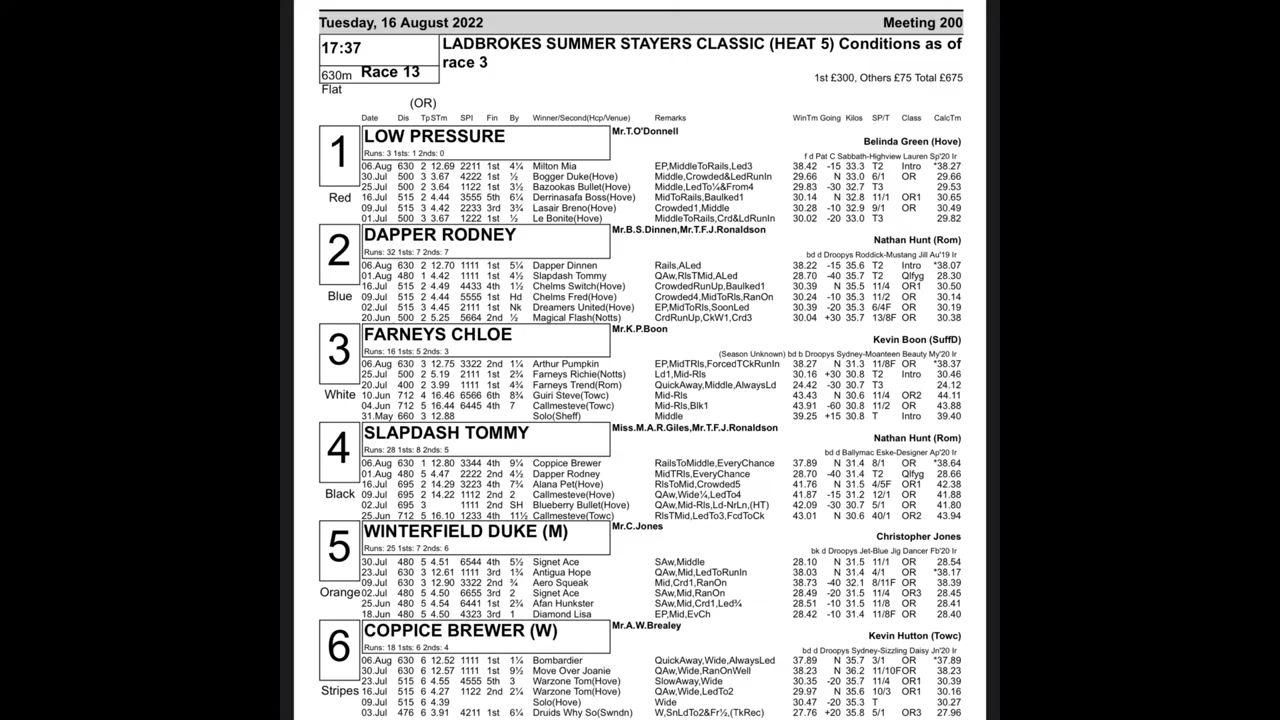 Tuesday, 16 August 2022 Meeting 200
17:37 LADBROKES SUMMER STAYERS CLASSIC (HEAT 5) Conditions as of
race 3
630m Race 13 1st £300, Others £75 Total £675
Flat
(OR)
Date Dis Tp STm SPl Fin By Winner/Second(Hcp/Venue) Remarks WinTm Going Kilos SP/T Class CalcTm
1 LOW PRESSURE Mr.T.O'Donnell Belinda Green (Hove)
Runs: 3 1sts: 1 2nds: 0 f d Pat C Sabbath-Highview Lauren Sp'20 Ir
06.Aug 630 2 12.69 2211 1st 4¼ Milton Mia EP,MiddleToRails,Led3 38.42 -15 33.3 T2 Intro *38.27
30.Jul 500 3 3.67 4222 1st ½ Bogger Duke(Hove) Middle,Crowded&LedRunIn 29.66 N 33.0 6/1 OR 29.66
25.Jul 500 2 3.64 1122 1st 3½ Bazookas Bullet(Hove) Middle,LedTo¼&From4 29.83 -30 32.7 T3 29.53
Red 16.Jul 515 2 4.44 3555 5th 6¼ Derrinasafa Boss(Hove) MidToRails,Baulked1 30.14 N 32.8 11/1 OR1 30.65
09.Jul 515 3 4.42 2233 3rd 3¾ Lasair Breno(Hove) Crowded1,Middle 30.28 -10 32.9 9/1 OR 30.49
01.Jul 500 3 3.67 1222 1st ½ Le Bonite(Hove) MiddleToRails,Crd&LdRunIn 30.02 -20 33.0 T3 29.82
2 DAPPER RODNEY Mr.B.S.Dinnen,Mr.T.F.J.Ronaldson Nathan Hunt (Rom)
Runs: 32 1sts: 7 2nds: 7 bd d Droopys Roddick-Mustang Jill Au'19 Ir
06.Aug 630 2 12.70 1111 1st 5¼ Dapper Dinnen Rails,ALed 38.22 -15 35.6 T2 Intro *38.07
01.Aug 480 1 4.42 1111 1st 4½ Slapdash Tommy QAw,RlsTMid,ALed 28.70 -40 35.7 T2 Qlfyg 28.30
16.Jul 515 2 4.49 4433 4th 1½ Chelms Switch(Hove) CrowdedRunUp,Baulked1 30.39 N 35.5 11/4 OR1 30.50
Blue 09.Jul 515 2 4.44 5555 1st Hd Chelms Fred(Hove) Crowded4,MidToRls,RanOn 30.24 -10 35.3 11/2 OR 30.14
02.Jul 515 3 4.45 2111 1st Nk Dreamers United(Hove) EP,MidToRls,SoonLed 30.39 -20 35.3 6/4F OR 30.19
20.Jun 500 2 5.25 5664 2nd ½ Magical Flash(Notts) CrdRunUp,CkW1,Crd3 30.04 +30 35.7 13/8F OR 30.38
3 FARNEYS CHLOE Mr.K.P.Boon Kevin Boon (SuffD)
Runs: 16 1sts: 5 2nds: 3 (Season Unknown) bd b Droopys Sydney-Moanteen Beauty My'20 Ir
06.Aug 630 3 12.75 3322 2nd 1¼ Arthur Pumpkin EP,MidTRls,ForcedTCkRunIn 38.27 N 31.3 11/8F OR *38.37
25.Jul 500 2 5.19 2111 1st 2¾ Farneys Richie(Notts) Ld1,Mid-Rls 30.16 +30 30.8 T2 Intro 30.46
20.Jul 400 2 3.99 1111 1st 4¾ Farneys Trend(Rom) QuickAway,Middle,AlwaysLd 24.42 -30 30.7 T3 24.12
White 10.Jun 712 4 16.46 6566 6th 8¾ Guiri Steve(Towc) Mid-Rls 43.43 N 30.6 11/4 OR2 44.11
04.Jun 712 5 16.44 6445 4th 7 Callmesteve(Towc) Mid-Rls,Blk1 43.91 -60 30.8 11/2 OR 43.88
31.May 660 3 12.88 Solo(Sheff) Middle 39.25 +15 30.8 T Intro 39.40
4 SLAPDASH TOMMY Miss.M.A.R.Giles,Mr.T.F.J.Ronaldson Nathan Hunt (Rom)
Runs: 28 1sts: 8 2nds: 5 bd d Ballymac Eske-Designer Ap'20 Ir
06.Aug 630 1 12.80 3344 4th 9¼ Coppice Brewer RailsToMiddle,EveryChance 37.89 N 31.4 8/1 OR *38.64
01.Aug 480 5 4.47 2222 2nd 4½ Dapper Rodney MidTRls,EveryChance 28.70 -40 31.4 T2 Qlfyg 28.66
16.Jul 695 2 14.29 3223 4th 7¾ Alana Pet(Hove) RlsToMid,Crowded5 41.76 N 31.5 4/5F OR1 42.38
Black 09.Jul 695 2 14.22 1112 2nd 2 Callmesteve(Hove) QAw,Wide¼,LedTo4 41.87 -15 31.2 12/1 OR 41.88
02.Jul 695 3 1112 2nd SH Blueberry Bullet(Hove) QAw,Mid-Rls,Ld-NrLn,(HT) 42.09 -30 30.7 5/1 OR 41.80
25.Jun 712 5 16.10 1233 4th 11½ Callmesteve(Towc) RlsTMid,LedTo3,FcdToCk 43.01 N 30.6 40/1 OR2 43.94
5 WINTERFIELD DUKE (M) Mr.C.Jones Christopher Jones
Runs: 25 1sts: 7 2nds: 6 bk d Droopys Jet-Blue Jig Dancer Fb'20 Ir
30.Jul 480 5 4.51 6544 4th 5½ Signet Ace SAw,Middle 28.10 N 31.5 11/1 OR 28.54
23.Jul 630 3 12.61 1111 3rd 1¾ Antigua Hope QAw,Mid,LedToRunIn 38.03 N 31.4 4/1 OR *38.17
09.Jul 630 3 12.90 3322 2nd ¾ Aero Squeak Mid,Crd1,RanOn 38.73 -40 32.1 8/11F OR 38.39
Orange 02.Jul 480 5 4.50 6655 3rd 2 Signet Ace SAw,Mid,RanOn 28.49 -20 31.5 11/4 OR3 28.45
25.Jun 480 5 4.54 6441 1st 2¾ Afan Hunkster SAw,Mid,Crd1,Led¾ 28.51 -10 31.5 11/8 OR 28.41
18.Jun 480 5 4.50 4323 3rd 1 Diamond Lisa EP,Mid,EvCh 28.42 -10 31.4 11/8F OR 28.40
6 COPPICE BREWER (W) Mr.A.W.Brealey Kevin Hutton (Towc)
Runs: 18 1sts: 6 2nds: 4 bd d Droopys Sydney-Sizzling Daisy Jn'20 Ir
06.Aug 630 6 12.52 1111 1st 1¼ Bombardier QuickAway,Wide,AlwaysLed 37.89 N 35.7 3/1 OR *37.89
30.Jul 630 6 12.57 1111 1st 9½ Move Over Joanie QAw,Wide,RanOnWell 38.23 N 36.2 11/10F OR 38.23
23.Jul 515 6 4.55 4555 5th 3 Warzone Tom(Hove) SlowAway,Wide 30.35 -20 35.7 11/4 OR1 30.39
Stripes 16.Jul 515 6 4.27 1122 2nd 2¼ Warzone Tom(Hove) QAw,Wide,LedTo2 29.97 N 35.6 10/3 OR1 30.16
09.Jul 515 6 4.39 Solo(Hove) Wide 30.47 -20 35.3 T 30.27
03.Jul 476 6 3.91 4211 1st 6¼ Druids Why So(Swndn) W,SnLdTo2&Fr½,(TkRec) 27.76 +20 35.8 5/1 OR3 27.96